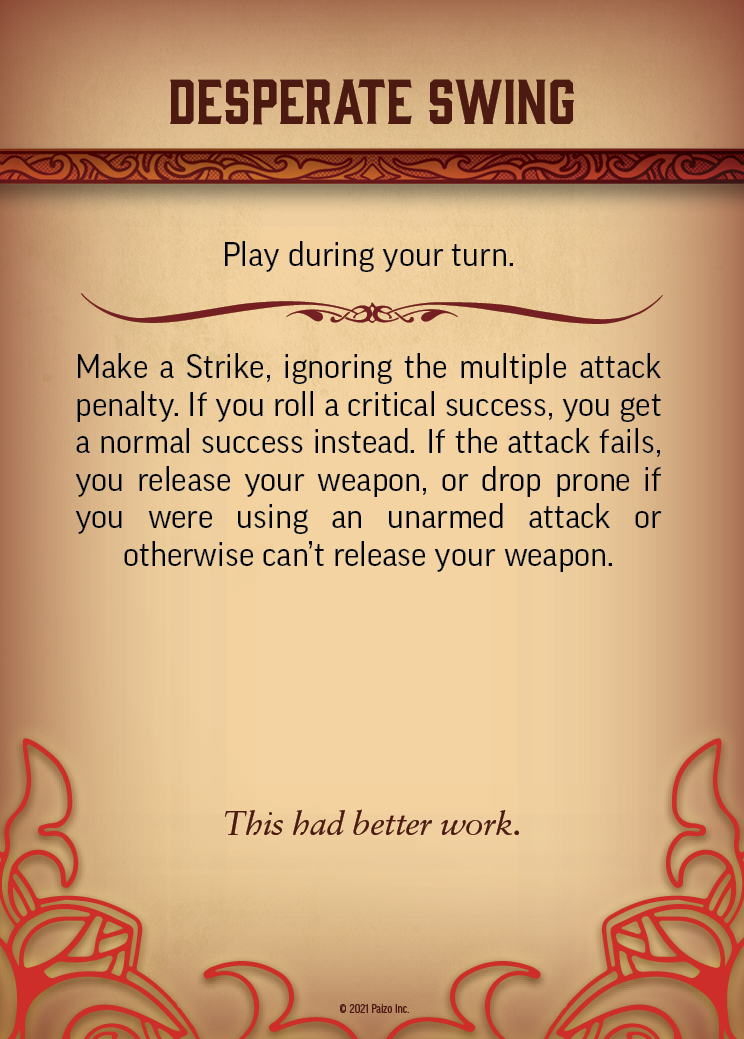 DESPERATE SWING
Play during your turn.
Make a Strike, ignoring the multiple attack
penalty. If you roll a critical success, you get
a normal success instead. If the attack fails,
you release your weapon, or drop prone if
you were using an unarmed attack or
otherwise can’t release your weapon.
This had better work.
© 2021 Paizo Inc.